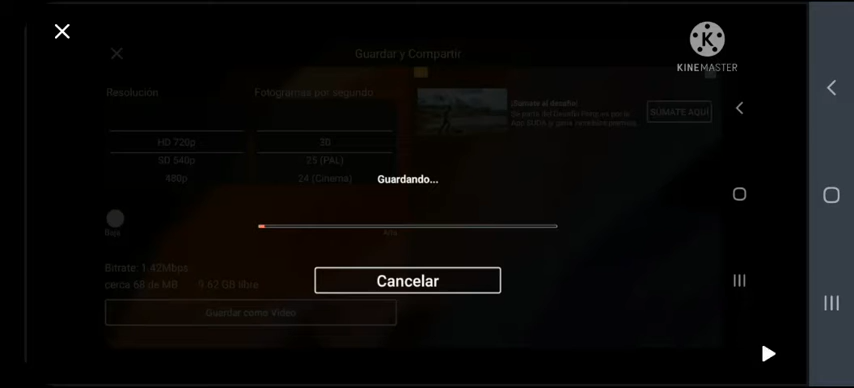 Guardar y Compartir
KINEMASTER
Resolución
Fotogramas por segundo
¡Súmate al desafío!
SÚMATE AQUÍ
HD 720p
30
SD 540p
25 (PAL)
480p
24 (Cinema)
Guardando...
Baja
Alta
Bitrate: 1.42Mbps
cerca 68 de MB
9.62 GB libre
Cancelar
Guardar como Video